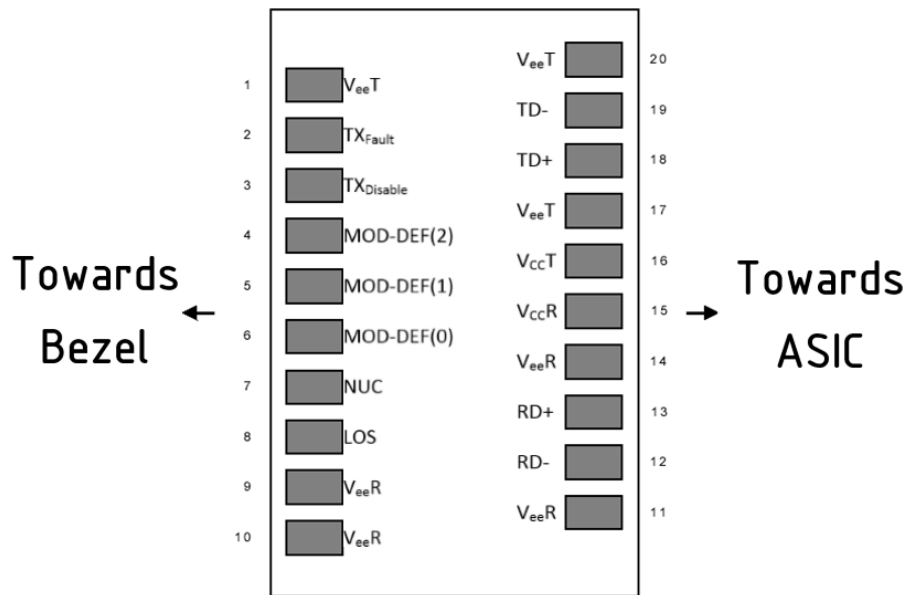 Towards
Bezel
1 VeeT
2 TXFault
3 TXDisable
4 MOD-DEF(2)
5 MOD-DEF(1)
6 MOD-DEF(0)
7 NUC
8 LOS
9 VeeR
10 VeeR
VeeT 20
TD- 19
TD+ 18
VeeT 17
VCCT 16
VCCR 15
VeeR 14
RD+ 13
RD- 12
VeeR 11
Towards
ASIC